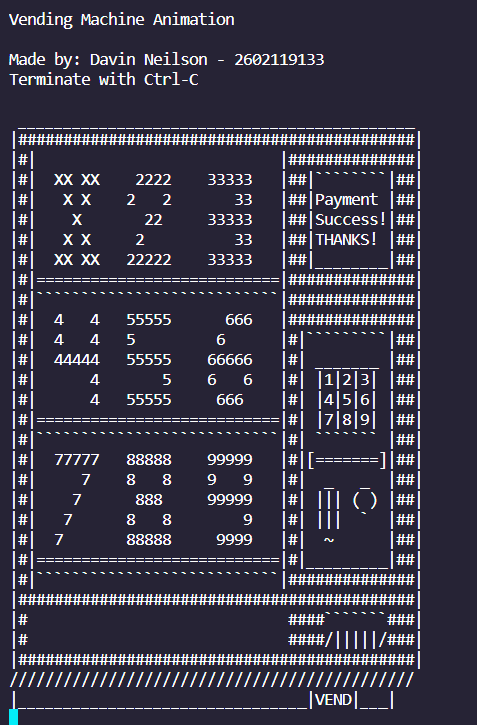 Vending Machine Animation
Made by: Davin Neilson - 2602119133
Terminate with Ctrl-C
 ____________________________________________
|############################################|
|#|                           |##############|
|#|  XX XX    2222    33333   |##|````````|##|
|#|   X X    2   2       33   |##|Payment |##|
|#|    X       22     33333   |##|Success!|##|
|#|   X X     2          33   |##|THANKS! |##|
|#|  XX XX   22222    33333   |##|________|##|
|#|===========================|##############|
|#|```````````````````````````|##############|
|#|  4   4   55555      666   |##############|
|#|  4   4   5         6      |#|`````````|##|
|#|  44444   55555    66666   |#| _______ |##|
|#|      4       5    6   6   |#| |1|2|3| |##|
|#|      4   55555     666    |#| |4|5|6| |##|
|#|===========================|#| |7|8|9| |##|
|#|```````````````````````````|#| ``````` |##|
|#|  77777   88888    99999   |#|[=======]|##|
|#|     7    8   8    9   9   |#|  _   _  |##|
|#|    7      888     99999   |#| ||| ( ) |##|
|#|   7      8   8        9   |#| |||  `  |##|
|#|  7       88888     9999   |#|  ~      |##|
|#|===========================|#|_________|##|
|#|```````````````````````````|##############|
|############################################|
|#                             ####```````###|
|#                             ####/|||||/###|
|############################################|
/////////////////////////////////////////////
|________________________________|VEND|____|